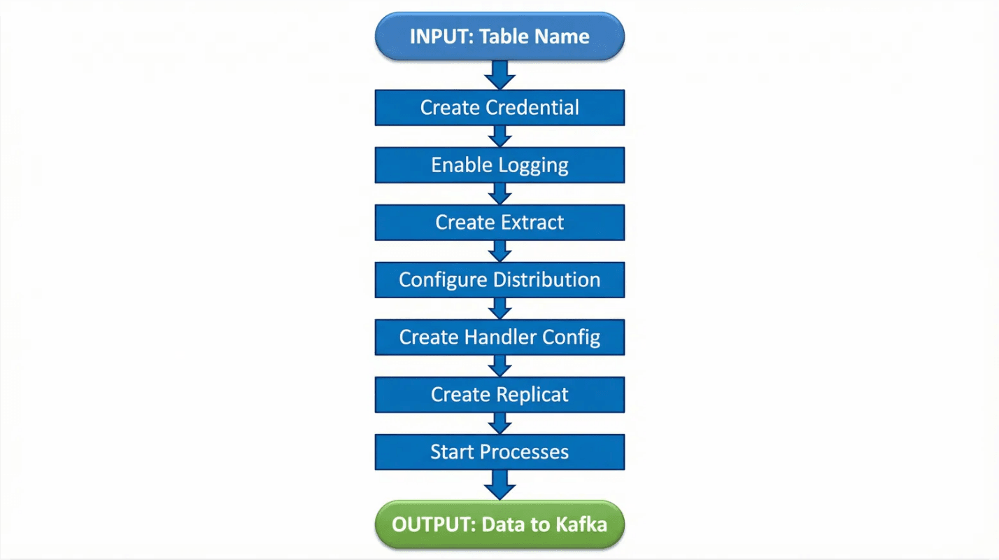 INPUT: Table Name
Create Credential
Enable Logging
Create Extract
Configure Distribution
Create Handler Config
Create Replicat
Start Processes
OUTPUT: Data to Kafka